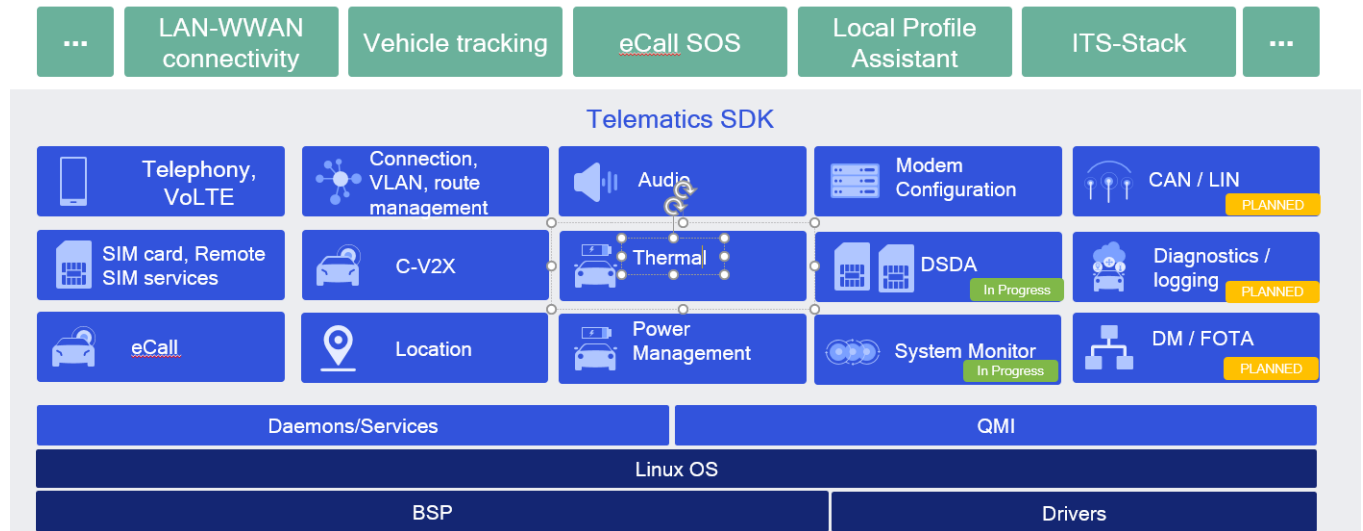 ...
LAN-WWAN
connectivity
Vehicle tracking
eCall SOS
Local Profile
Assistant
ITS-Stack
...
Telematics SDK
Telephony,
VoLTE
Connection,
VLAN, route
management
Audio
Modem
Configuration
CAN / LIN
PLANNED
SIM card, Remote
SIM services
C-V2X
Thermal
DSDA
In Progress
Diagnostics /
logging
PLANNED
eCall
Location
Power
Management
System Monitor
In Progress
DM / FOTA
PLANNED
Daemons/Services
QMI
Linux OS
BSP
Drivers